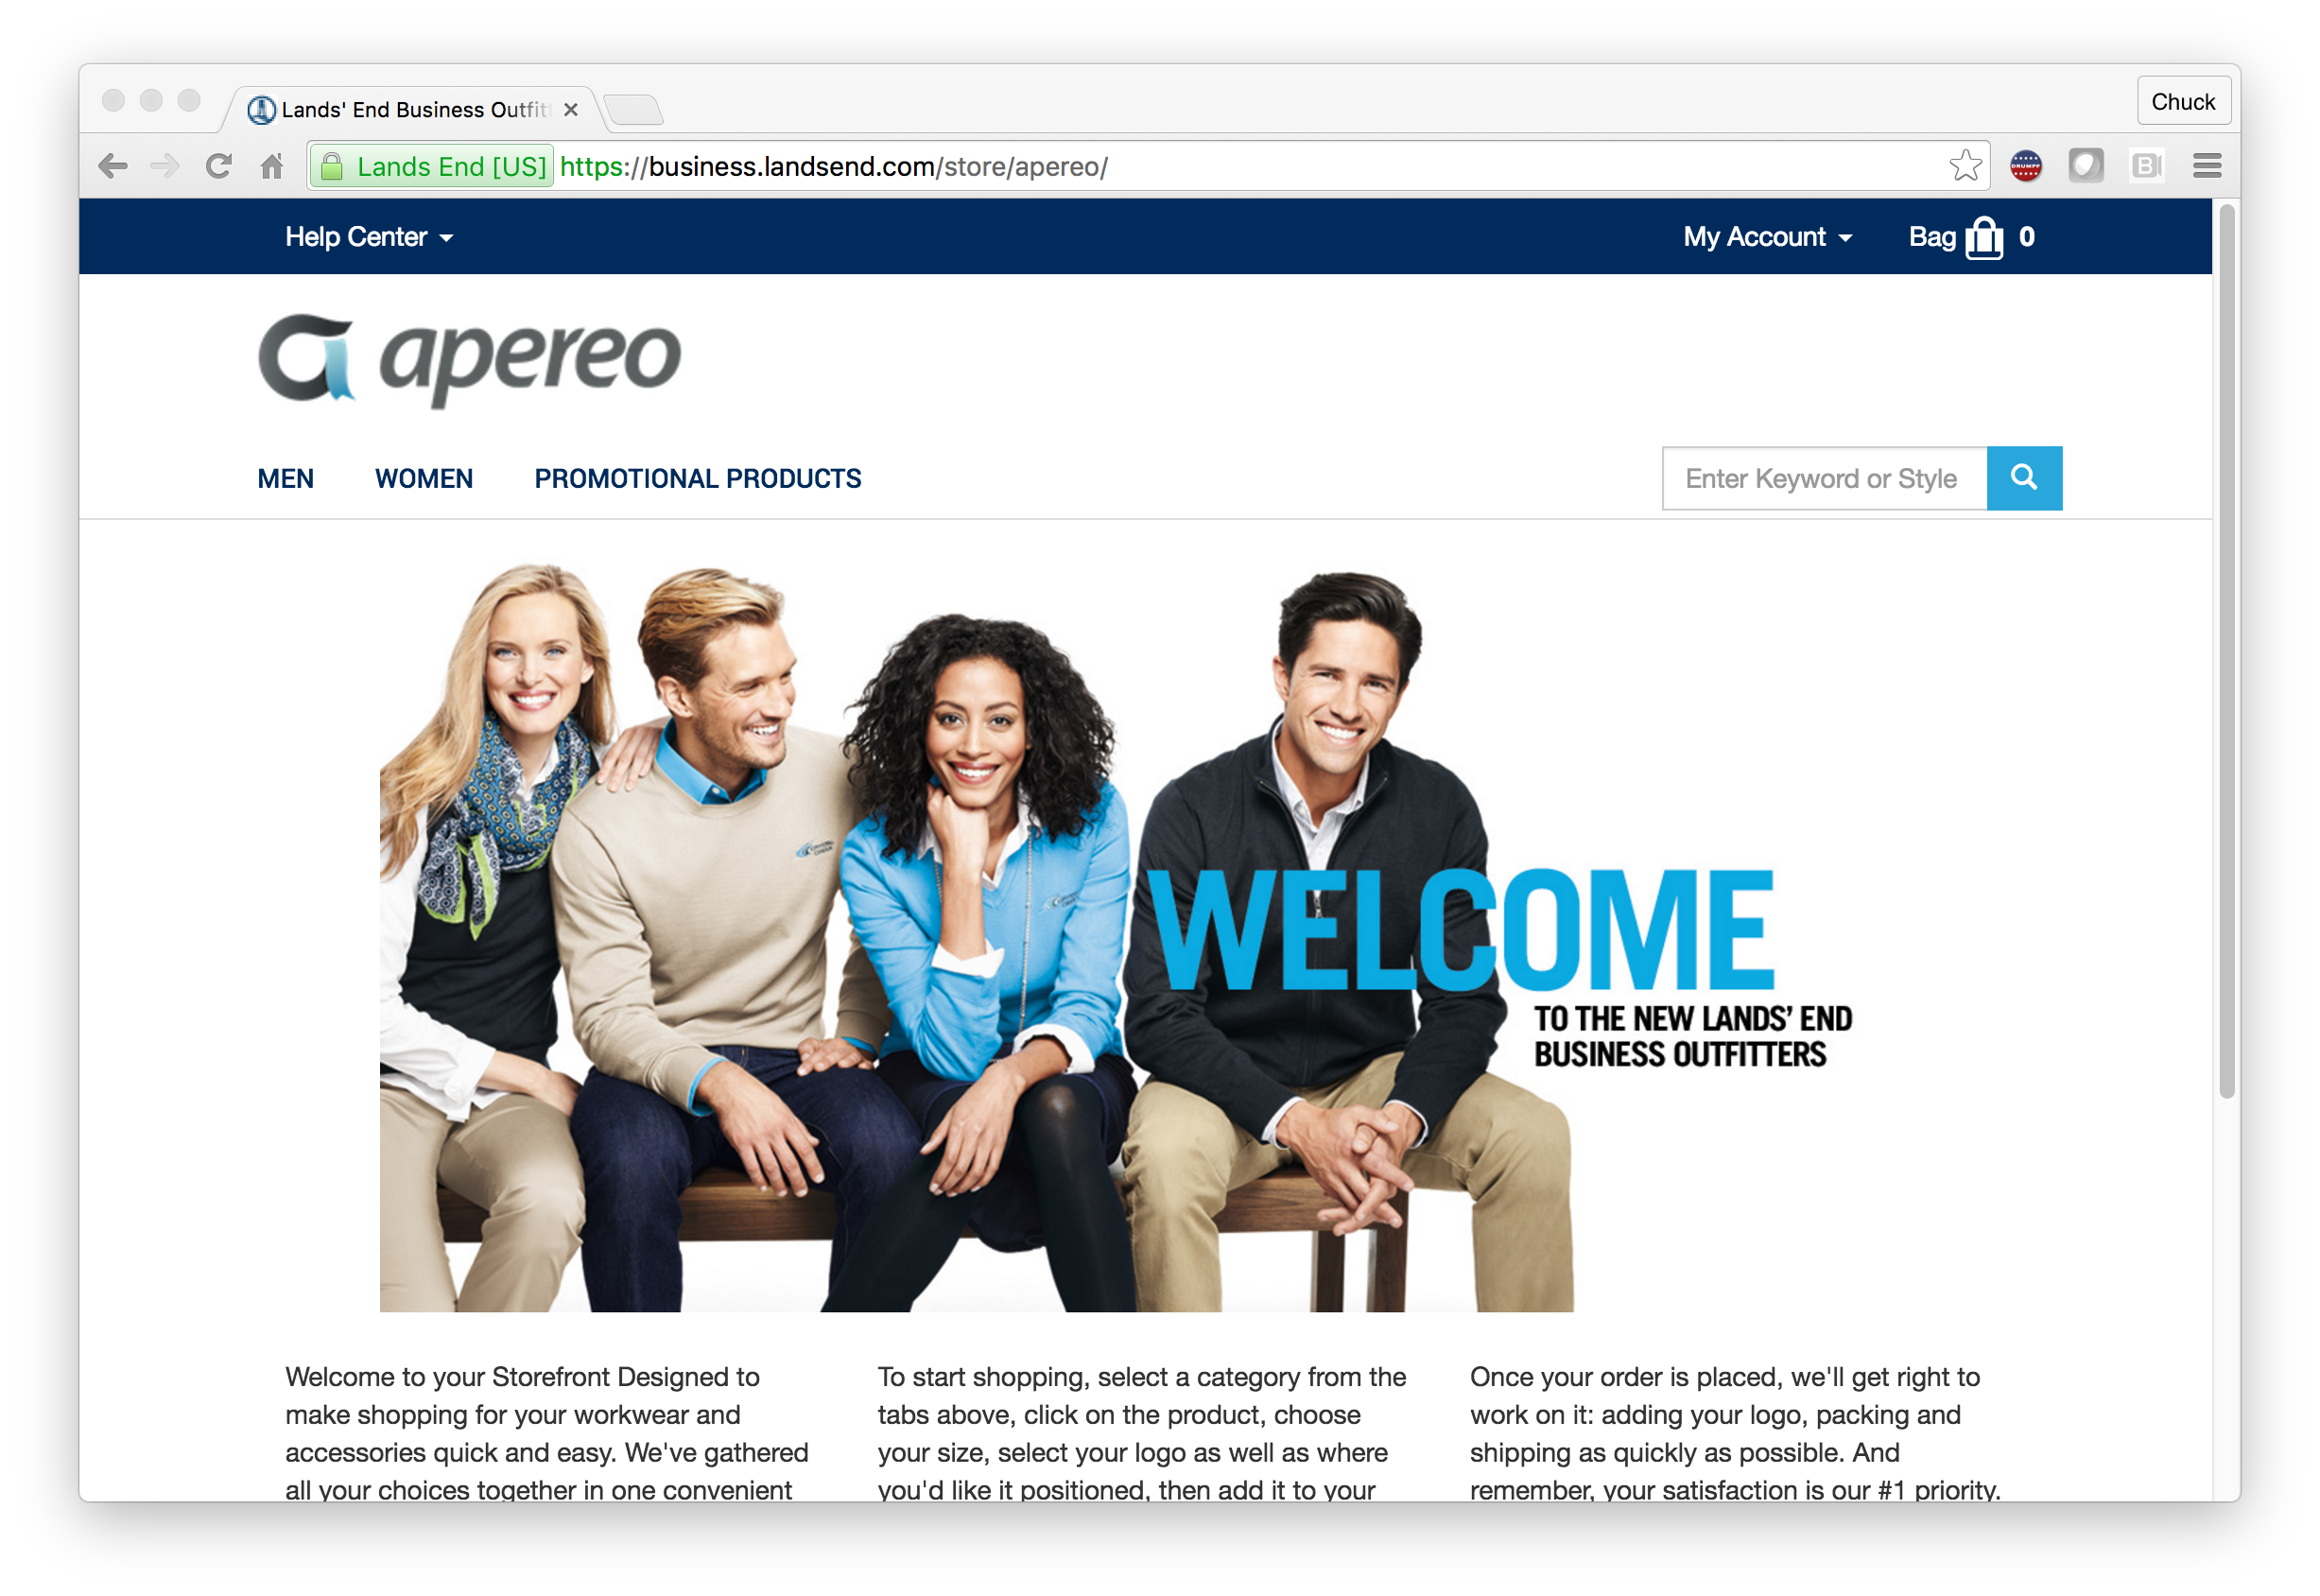 Lands' End Business Outfitt
Chuck
Lands End [US] https://business.landsend.com/store/apereo/
DRUMPF
B
Help Center
My Account
Bag 0
apereo
MEN WOMEN PROMOTIONAL PRODUCTS
Enter Keyword or Style
WELCOME
TO THE NEW LANDS' END
BUSINESS OUTFITTERS
Welcome to your Storefront Designed to
make shopping for your workwear and
accessories quick and easy. We've gathered
all your choices together in one convenient
To start shopping, select a category from the
tabs above, click on the product, choose
your size, select your logo as well as where
you'd like it positioned, then add it to your
Once your order is placed, we'll get right to
work on it: adding your logo, packing and
shipping as quickly as possible. And
remember, your satisfaction is our #1 priority.